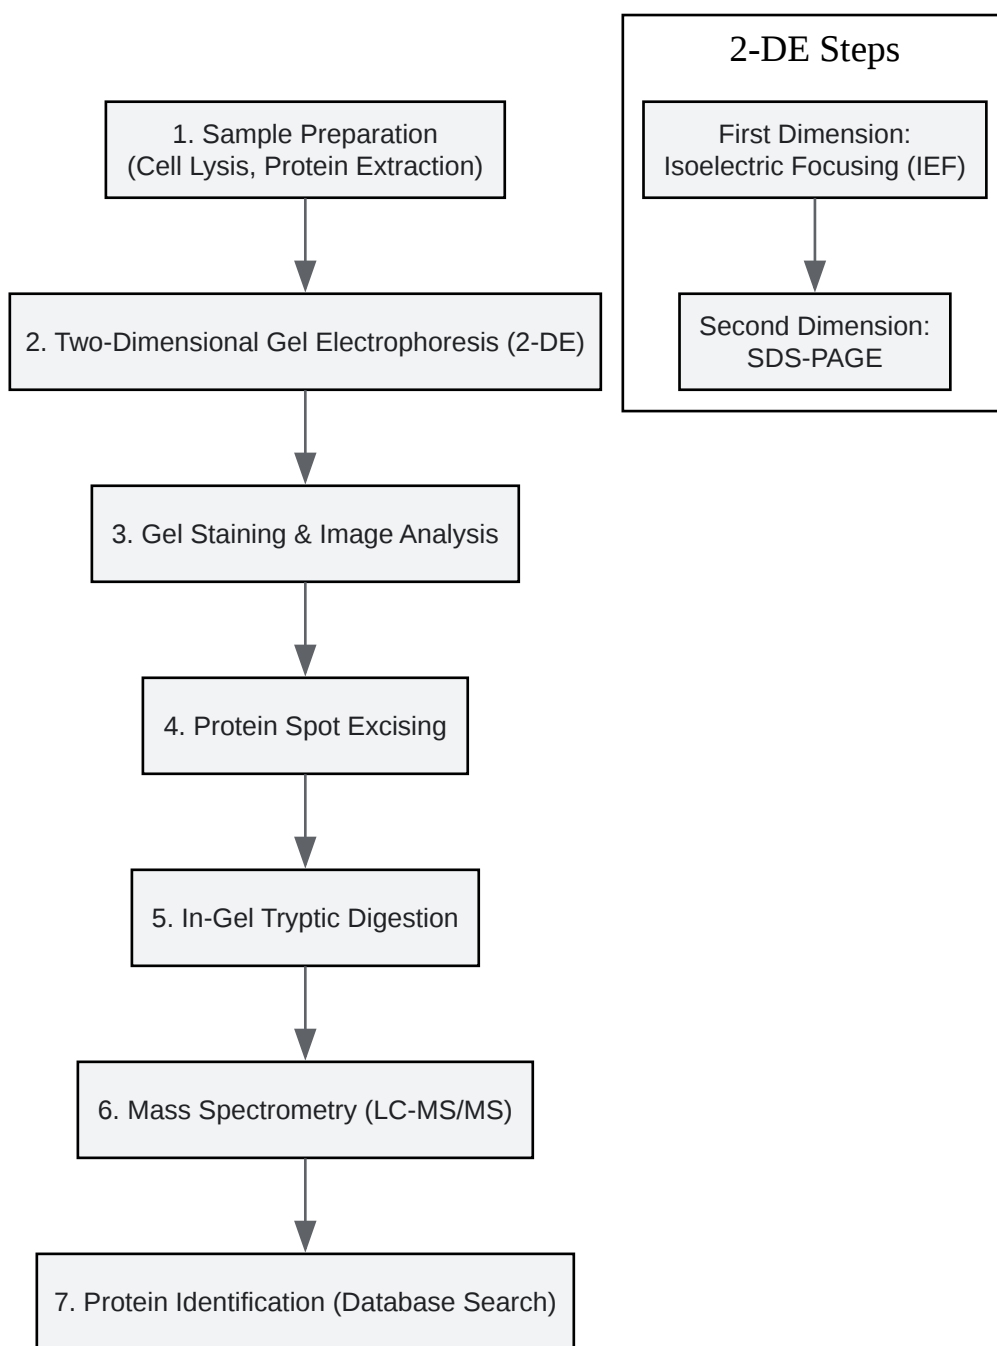 1. Sample Preparation
(Cell Lysis, Protein Extraction)
2. Two-Dimensional Gel Electrophoresis (2-DE)
3. Gel Staining & Image Analysis
4. Protein Spot Excising
5. In-Gel Tryptic Digestion
6. Mass Spectrometry (LC-MS/MS)
7. Protein Identification (Database Search)
2-DE Steps
First Dimension:
Isoelectric Focusing (IEF)
Second Dimension:
SDS-PAGE